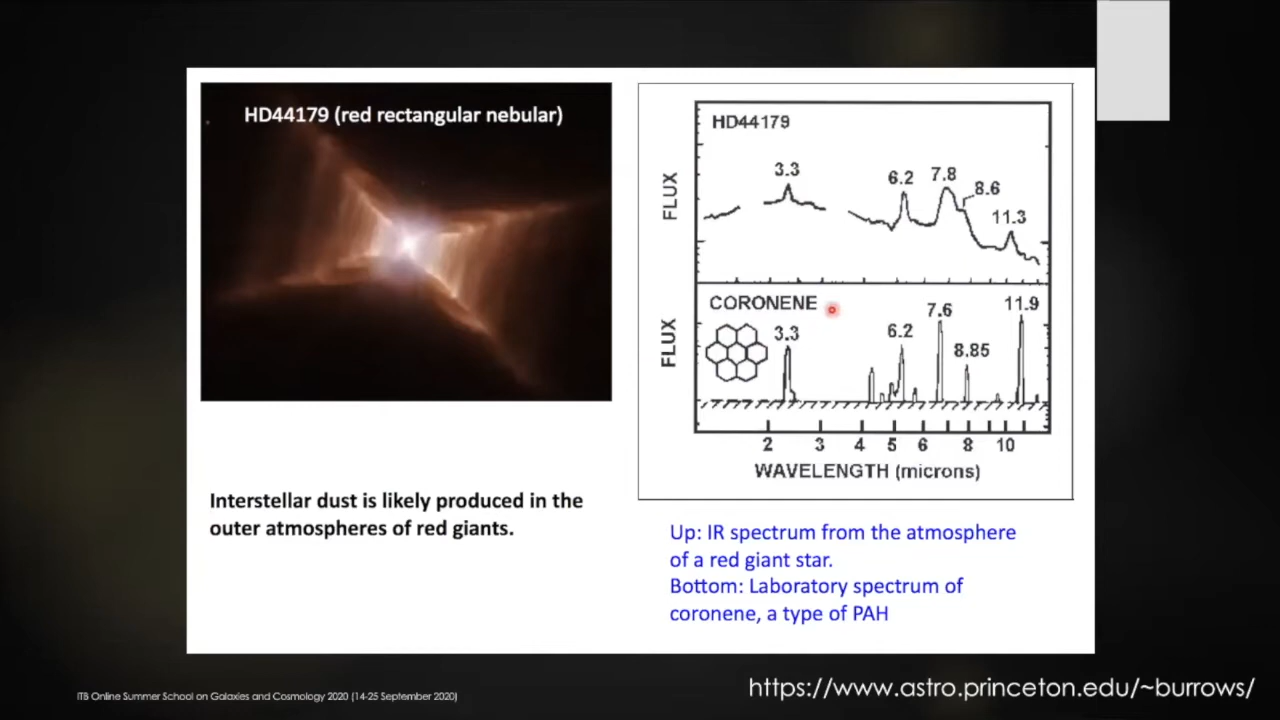 HD44179 (red rectangular nebular)
Interstellar dust is likely produced in the
outer atmospheres of red giants.
HD44179
FLUX
3.3
6.2
7.8
8.6
11.3
CORONENE
FLUX
3.3
6.2
7.6
8.85
11.9
2 3 4 5 6 8 10
WAVELENGTH (microns)
Up: IR spectrum from the atmosphere
of a red giant star.
Bottom: Laboratory spectrum of
coronene, a type of PAH
ITB Online Summer School on Galaxies and Cosmology 2020 (14-25 September 2020)
https://www.astro.princeton.edu/~burrows/